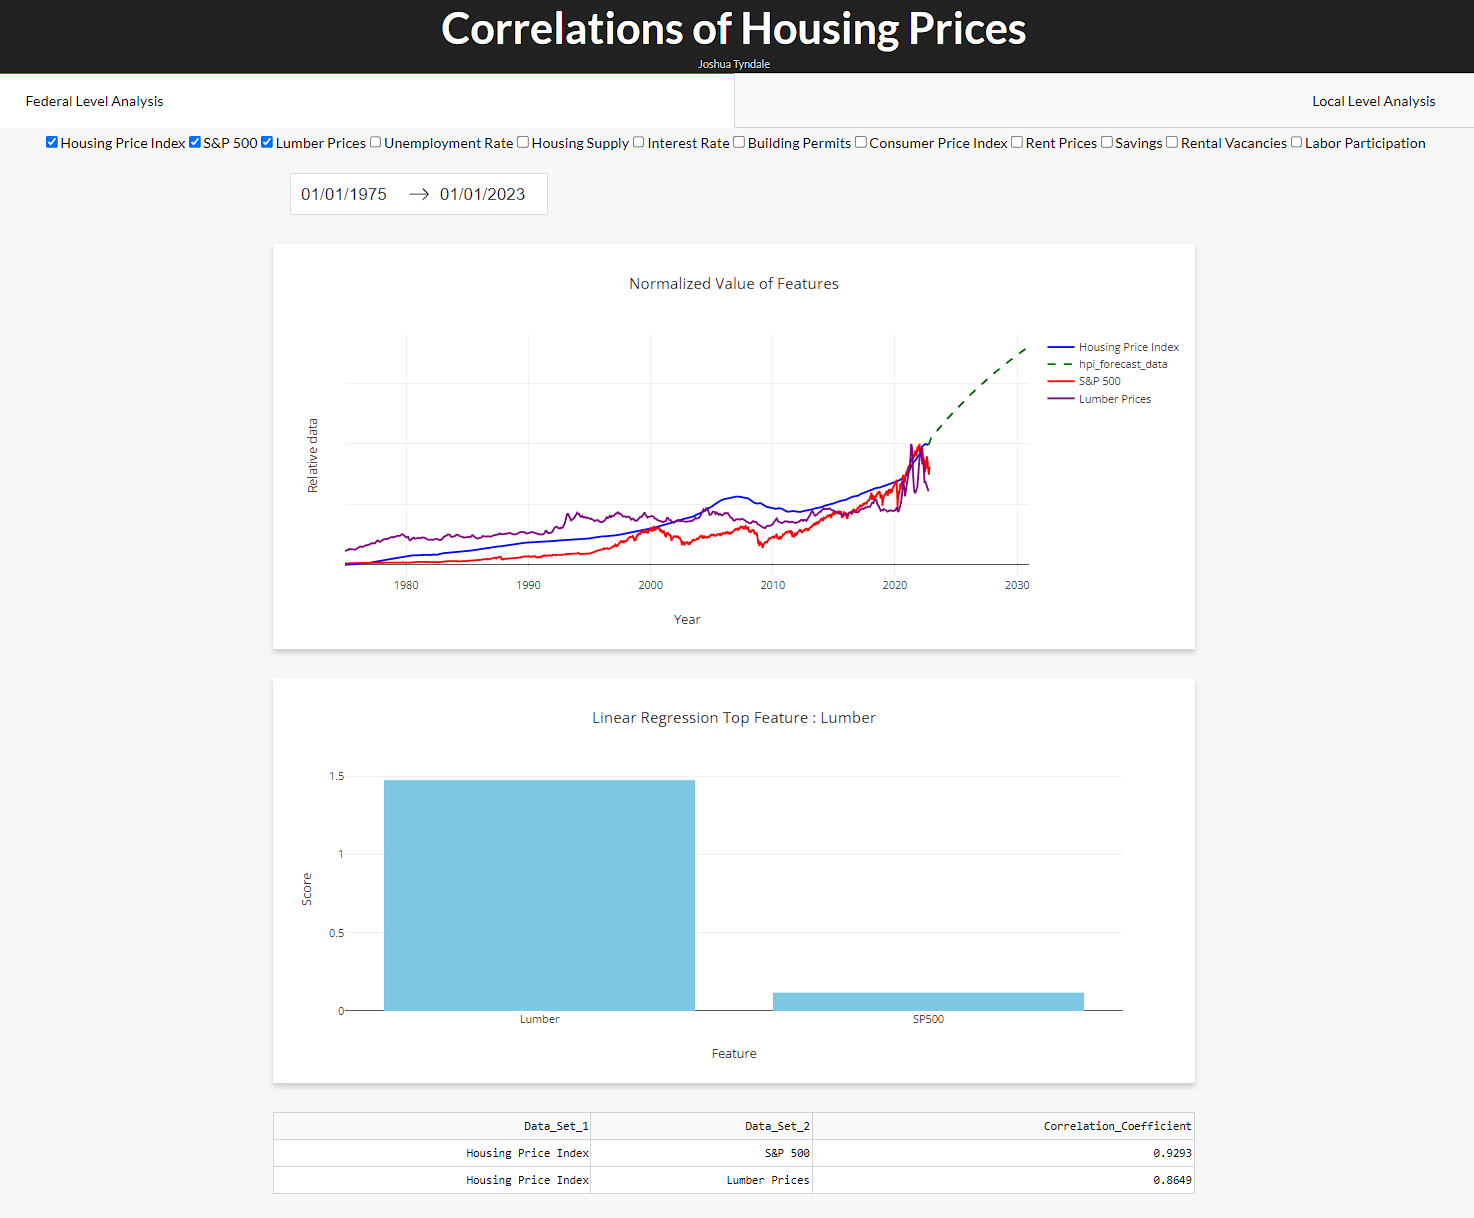 Correlations of Housing Prices
Joshua Tyndale
Federal Level Analysis
Local Level Analysis
Housing Price Index S&P 500 Lumber Prices Unemployment Rate Housing Supply Interest Rate Building Permits Consumer Price Index Rent Prices Savings Rental Vacancies Labor Participation
01/01/1975 → 01/01/2023
Normalized Value of Features
Housing Price Index
hpi_forecast_data
S&P 500
Lumber Prices
Relative data
1980 1990 2000 2010 2020 2030
Year
Linear Regression Top Feature : Lumber
1.5
1
0.5
0
Score
Lumber SP500
Feature
Data_Set_1 Data_Set_2 Correlation_Coefficient
Housing Price Index S&P 500 0.9293
Housing Price Index Lumber Prices 0.8649